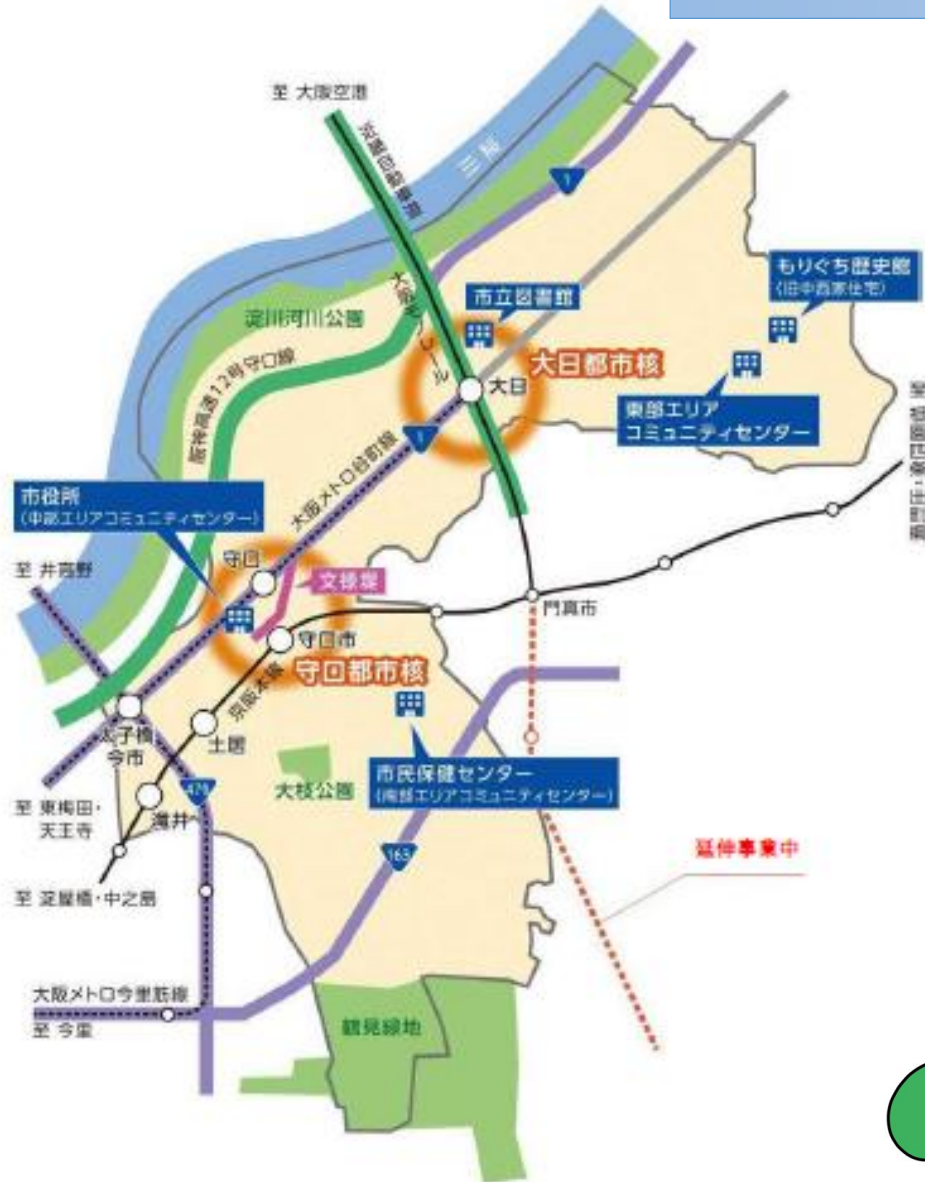 至 大阪空港
近畿自動車道
淀川
1
もりぐち歴史館
(旧中西家住宅)
市立図書館
大阪モノレール
淀川河川公園
大日都市核
大日
阪神高速12号守口線
東部エリア
コミュニティセンター
1
大阪メトロ谷町線
市役所
(中部エリアコミュニティセンター)
守口
文禄堤
至 井高野
門真市
守口市
守口都市核
京阪本線
太子橋
今市
土居
市民保健センター
(南部エリアコミュニティセンター)
大枝公園
479
至 東梅田・
天王寺
滝井
163
延伸事業中
至 淀屋橋・中之島
大阪メトロ今里筋線
至 今里
鶴見緑地